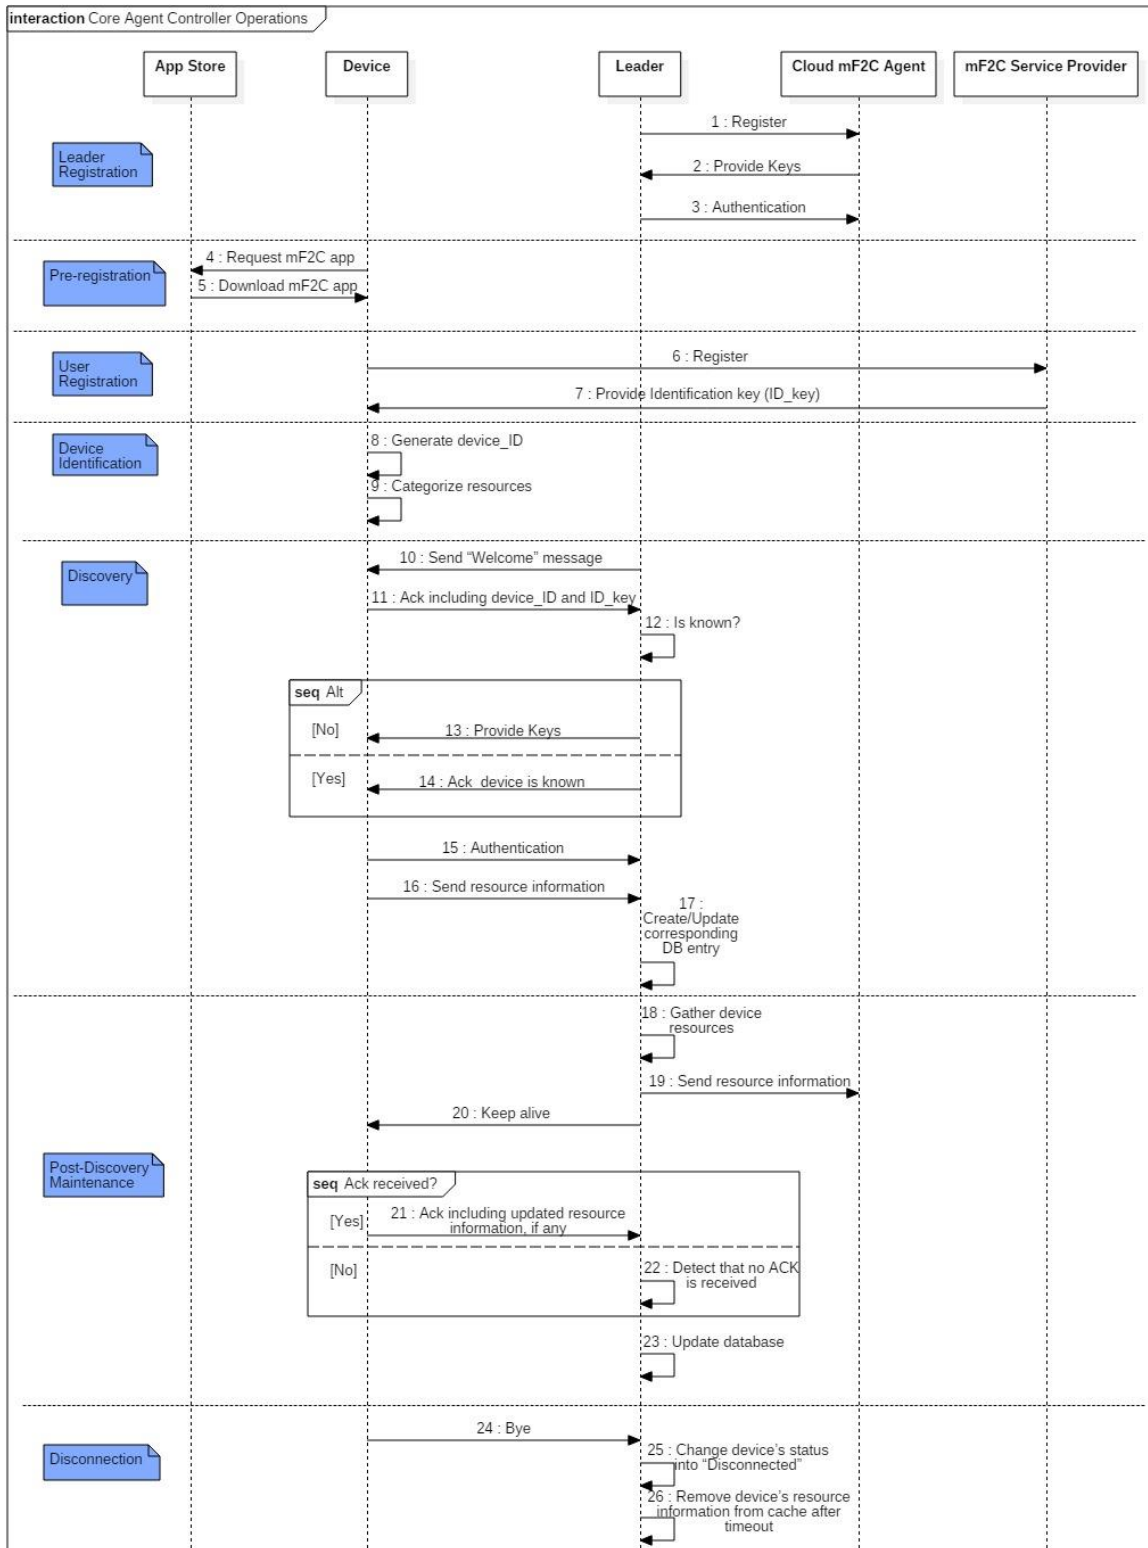 interaction Core Agent Controller Operations
App Store
Device
Leader
Cloud mF2C Agent
mF2C Service Provider
1 : Register
Leader
Registration
2 : Provide Keys
3 : Authentication
4 : Request mF2C app
Pre-registration
5 : Download mF2C app
6 : Register
User
Registration
7 : Provide Identification key (ID_key)
8 : Generate device_ID
Device
Identification
9 : Categorize resources
10 : Send “Welcome” message
Discovery
11 : Ack including device_ID and ID_key
12 : Is known?
seq Alt
[No]
13 : Provide Keys
[Yes]
14 : Ack  device is known
15 : Authentication
16 : Send resource information
17 :
Create/Update
corresponding
DB entry
18 : Gather device
resources
19 : Send resource information
20 : Keep alive
Post-Discovery
Maintenance
seq Ack received?
[Yes]
21 : Ack including updated resource
information, if any
[No]
22 : Detect that no ACK
is received
23 : Update database
24 : Bye
Disconnection
25 : Change device’s status
into “Disconnected”
26 : Remove device’s resource
information from cache after
timeout